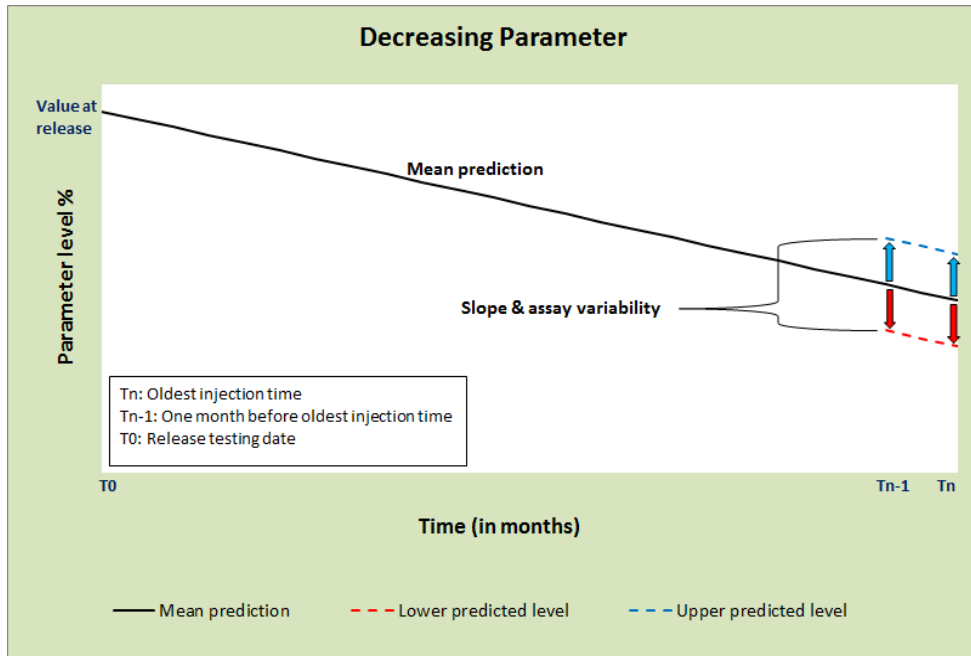 Decreasing Parameter
Value at
release
Mean prediction
Parameter level %
Slope & assay variability
Tn: Oldest injection time
Tn-1: One month before oldest injection time
T0: Release testing date
T0
Tn-1
Tn
Time (in months)
Mean prediction
Lower predicted level
Upper predicted level